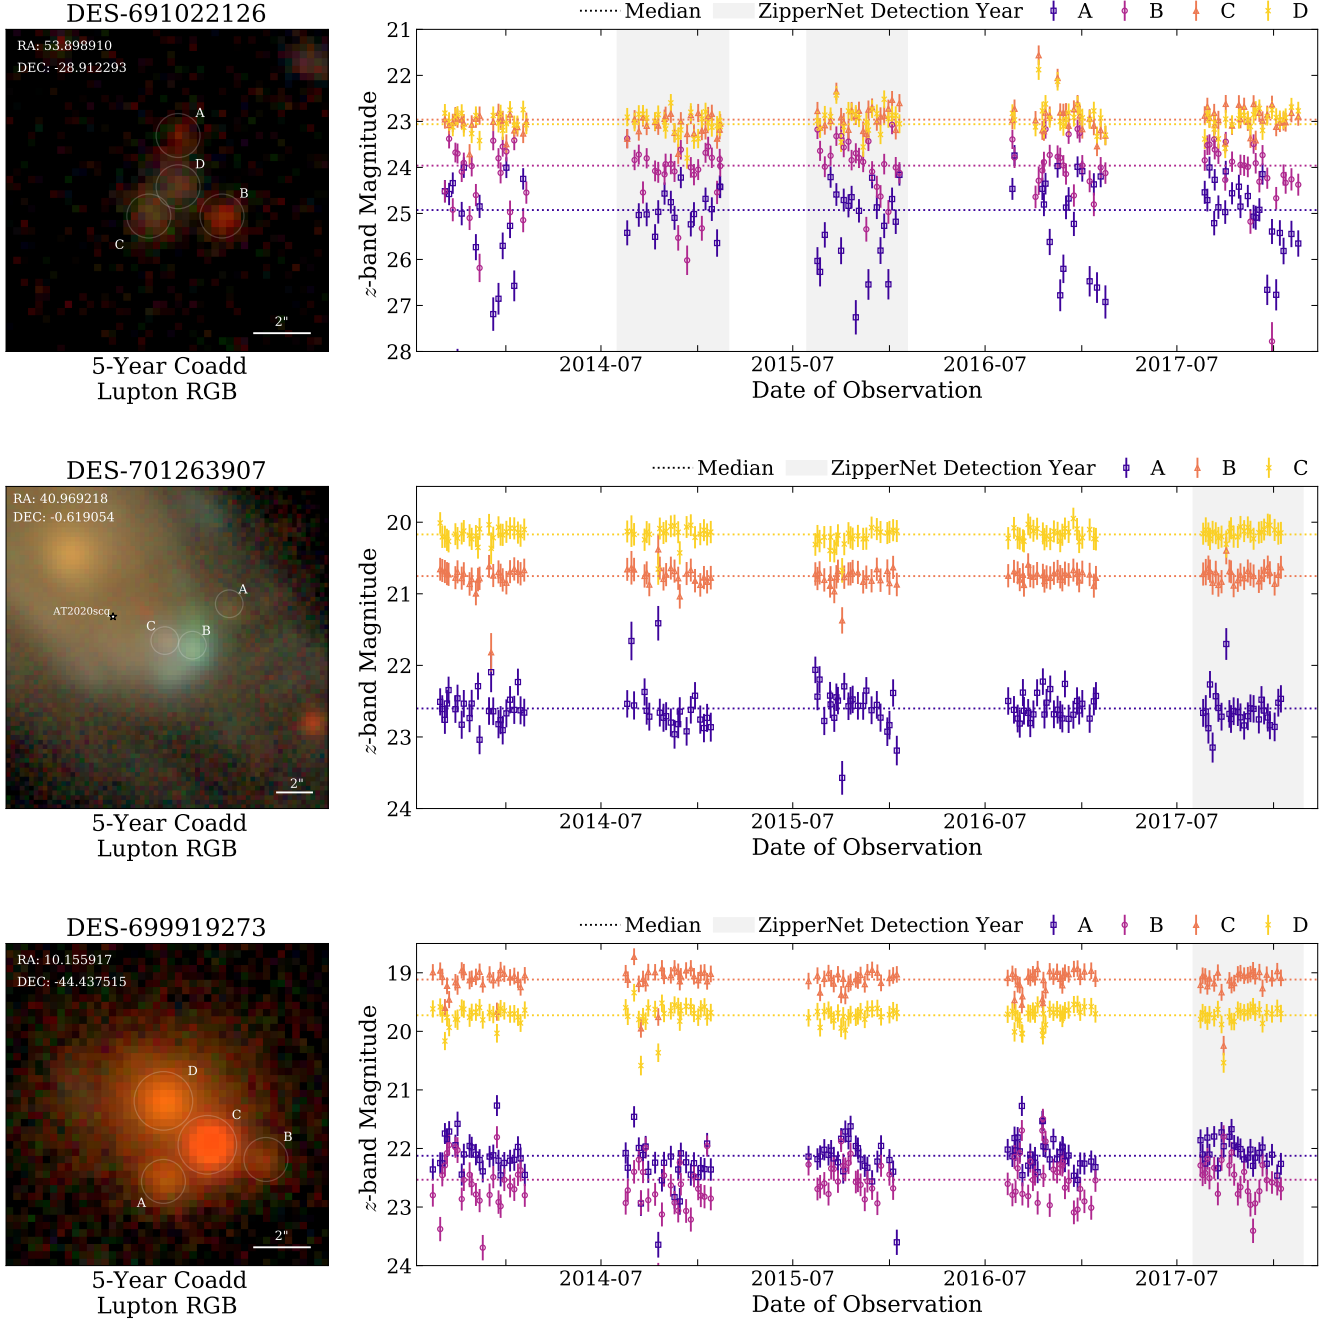 DES-691022126
RA: 53.898910
DEC: -28.912293
A
D
B
C
2"
5-Year Coadd
Lupton RGB
Median ZipperNet Detection Year A B C D
21
22
23
24
25
26
27
28
z-band Magnitude
2014-07 2015-07 2016-07 2017-07
Date of Observation
DES-701263907
RA: 40.969218
DEC: -0.619054
A
AT2020scq
C
B
2"
5-Year Coadd
Lupton RGB
Median ZipperNet Detection Year A B C
20
21
22
23
24
z-band Magnitude
2014-07 2015-07 2016-07 2017-07
Date of Observation
DES-699919273
RA: 10.155917
DEC: -44.437515
D
C
B
A
2"
5-Year Coadd
Lupton RGB
Median ZipperNet Detection Year A B C D
19
20
21
22
23
24
z-band Magnitude
2014-07 2015-07 2016-07 2017-07
Date of Observation